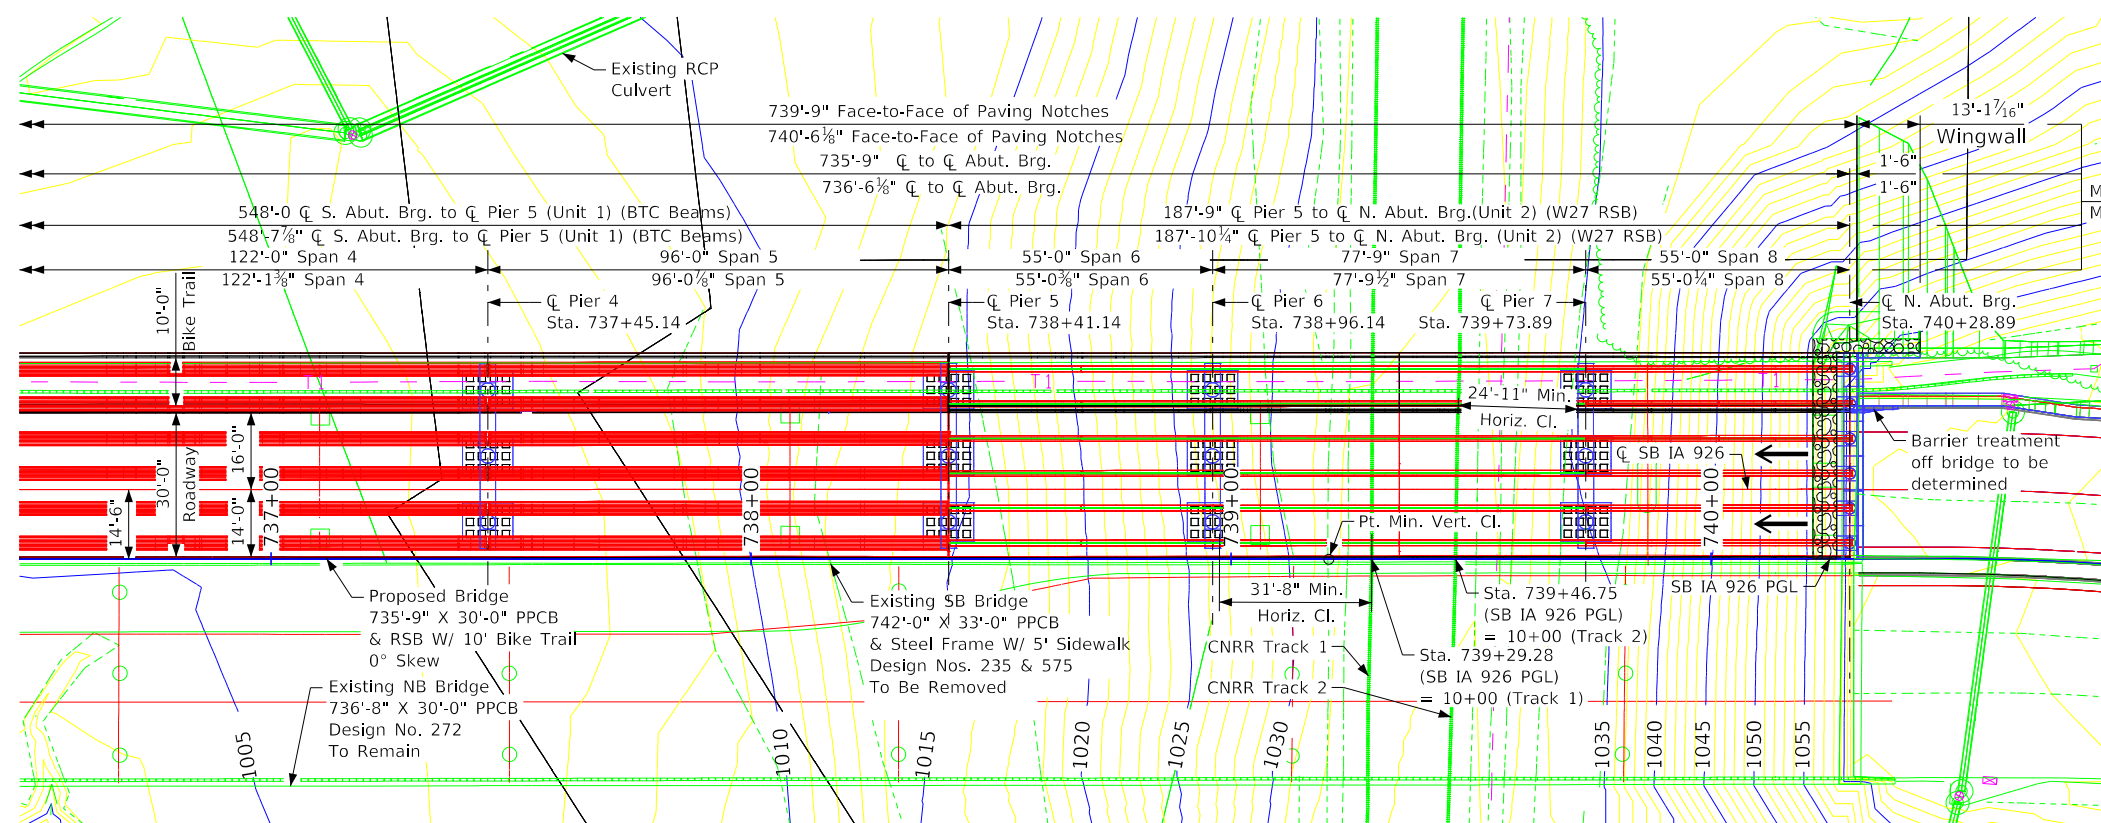 Existing RCP
Culvert
739'-9" Face-to-Face of Paving Notches
740'-6⅛" Face-to-Face of Paving Notches
735'-9" ℄ to ℄ Abut. Brg.
736'-6⅛" ℄ to ℄ Abut. Brg.
13'-1⁷⁄₁₆"
Wingwall
1'-6"
1'-6"
M
M
548'-0 ℄ S. Abut. Brg. to ℄ Pier 5 (Unit 1) (BTC Beams)
548'-7⅞" ℄ S. Abut. Brg. to ℄ Pier 5 (Unit 1) (BTC Beams)
187'-9" ℄ Pier 5 to ℄ N. Abut. Brg.(Unit 2) (W27 RSB)
187'-10¼" ℄ Pier 5 to ℄ N. Abut. Brg. (Unit 2) (W27 RSB)
122'-0" Span 4
122'-1⅜" Span 4
96'-0" Span 5
96'-0⅞" Span 5
55'-0" Span 6
55'-0⅜" Span 6
77'-9" Span 7
77'-9½" Span 7
55'-0" Span 8
55'-0¼" Span 8
℄ Pier 4
Sta. 737+45.14
℄ Pier 5
Sta. 738+41.14
℄ Pier 6
Sta. 738+96.14
℄ Pier 7
Sta. 739+73.89
℄ N. Abut. Brg.
Sta. 740+28.89
10'-0"
Bike Trail
T
T1
1
24'-11" Min.
Horiz. Cl.
30'-0"
Roadway
16'-0"
14'-6"
14'-0"
737+00
738+00
739+00
740+00
℄ SB IA 926
Barrier treatment
off bridge to be
determined
Pt. Min. Vert. Cl.
Proposed Bridge
735'-9" X 30'-0" PPCB
& RSB W/ 10' Bike Trail
0° Skew
Existing SB Bridge
742'-0" X 33'-0" PPCB
& Steel Frame W/ 5' Sidewalk
Design Nos. 235 & 575
To Be Removed
31'-8" Min.
Horiz. Cl.
Sta. 739+46.75
(SB IA 926 PGL)
= 10+00 (Track 2)
SB IA 926 PGL
CNRR Track 1
CNRR Track 2
Sta. 739+29.28
(SB IA 926 PGL)
= 10+00 (Track 1)
Existing NB Bridge
736'-8" X 30'-0" PPCB
Design No. 272
To Remain
1005
1010
1015
1020
1025
1030
1035
1040
1045
1050
1055